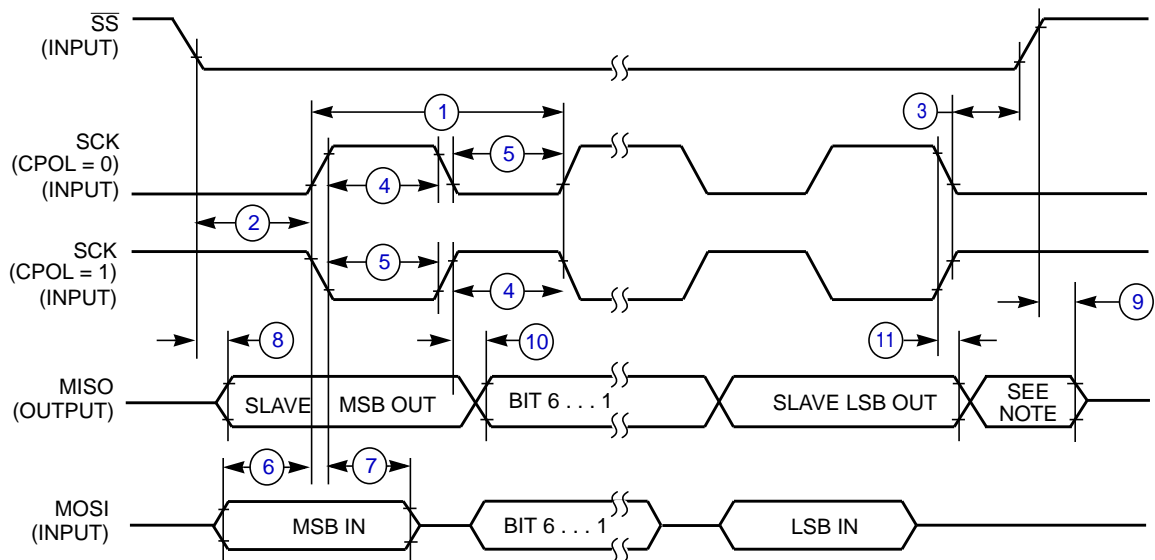 SS
(INPUT)
1
3
SCK
(CPOL = 0)
(INPUT)
5
4
2
SCK
(CPOL = 1)
(INPUT)
5
4
9
8
10
11
MISO
(OUTPUT)
SLAVE MSB OUT
BIT 6 . . . 1
SLAVE LSB OUT
SEE
NOTE
6
7
MOSI
(INPUT)
MSB IN
BIT 6 . . . 1
LSB IN